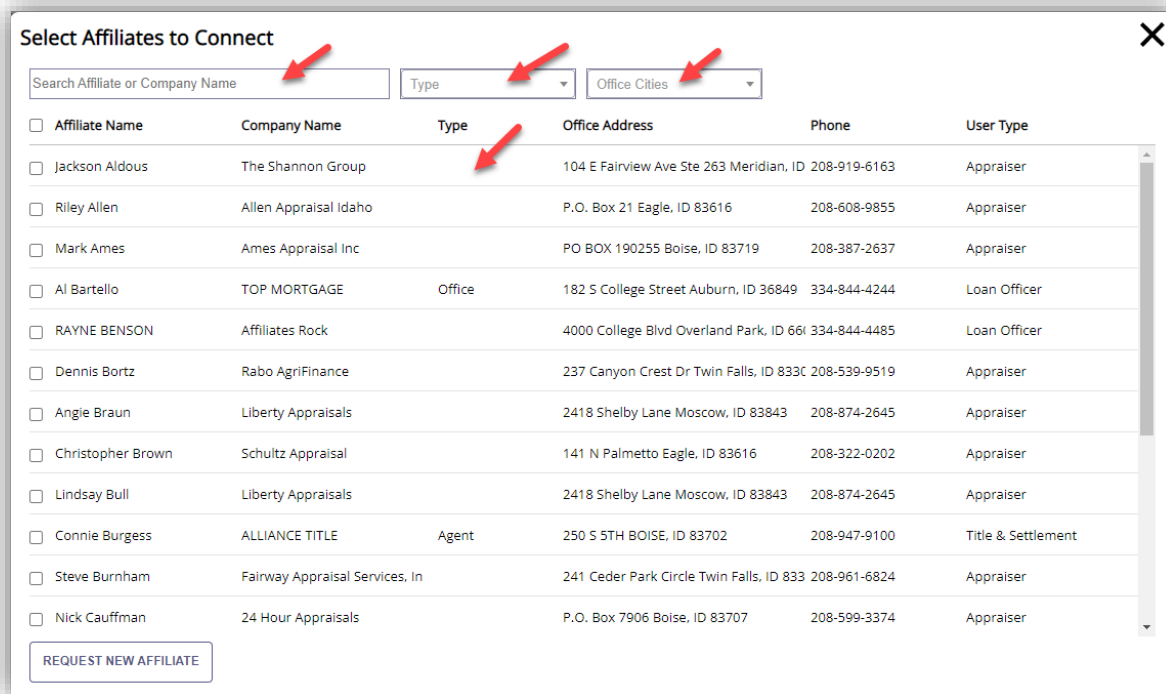 Select Affiliates to Connect
Search Affiliate or Company Name Type Office Cities
Affiliate Name Company Name Type Office Address Phone User Type
Jackson Aldous The Shannon Group 104 E Fairview Ave Ste 263 Meridian, ID 208-919-6163 Appraiser
Riley Allen Allen Appraisal Idaho P.O. Box 21 Eagle, ID 83616 208-608-9855 Appraiser
Mark Ames Ames Appraisal Inc PO BOX 190255 Boise, ID 83719 208-387-2637 Appraiser
Al Bartello TOP MORTGAGE Office 182 S College Street Auburn, ID 36849 334-844-4244 Loan Officer
RAYNE BENSON Affiliates Rock 4000 College Blvd Overland Park, ID 66( 334-844-4485 Loan Officer
Dennis Bortz Rabo AgriFinance 237 Canyon Crest Dr Twin Falls, ID 8330 208-539-9519 Appraiser
Angie Braun Liberty Appraisals 2418 Shelby Lane Moscow, ID 83843 208-874-2645 Appraiser
Christopher Brown Schultz Appraisal 141 N Palmetto Eagle, ID 83616 208-322-0202 Appraiser
Lindsay Bull Liberty Appraisals 2418 Shelby Lane Moscow, ID 83843 208-874-2645 Appraiser
Connie Burgess ALLIANCE TITLE Agent 250 S 5TH BOISE, ID 83702 208-947-9100 Title & Settlement
Steve Burnham Fairway Appraisal Services, In 241 Ceder Park Circle Twin Falls, ID 833 208-961-6824 Appraiser
Nick Cauffman 24 Hour Appraisals P.O. Box 7906 Boise, ID 83707 208-599-3374 Appraiser
REQUEST NEW AFFILIATE